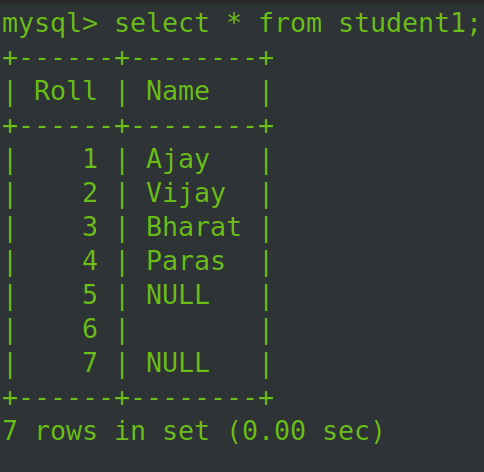 mysql> select * from student1;
+------+--------+
| Roll | Name   |
+------+--------+
|    1 | Ajay   |
|    2 | Vijay  |
|    3 | Bharat |
|    4 | Paras  |
|    5 | NULL   |
|    6 |        |
|    7 | NULL   |
+------+--------+
7 rows in set (0.00 sec)